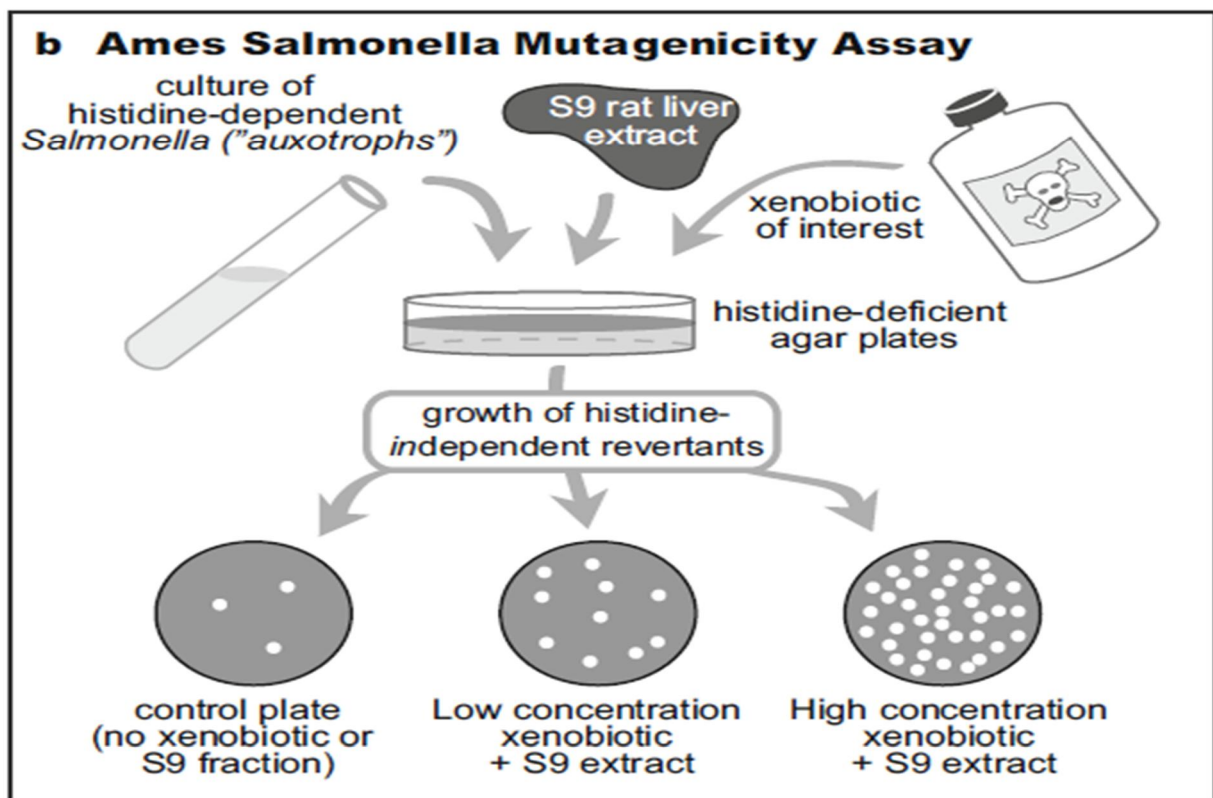 b Ames Salmonella Mutagenicity Assay
culture of
histidine-dependent
Salmonella ("auxotrophs")
S9 rat liver
extract
xenobiotic
of interest
histidine-deficient
agar plates
growth of histidine-
independent revertants
control plate
(no xenobiotic or
S9 fraction)
Low concentration
xenobiotic
+ S9 extract
High concentration
xenobiotic
+ S9 extract